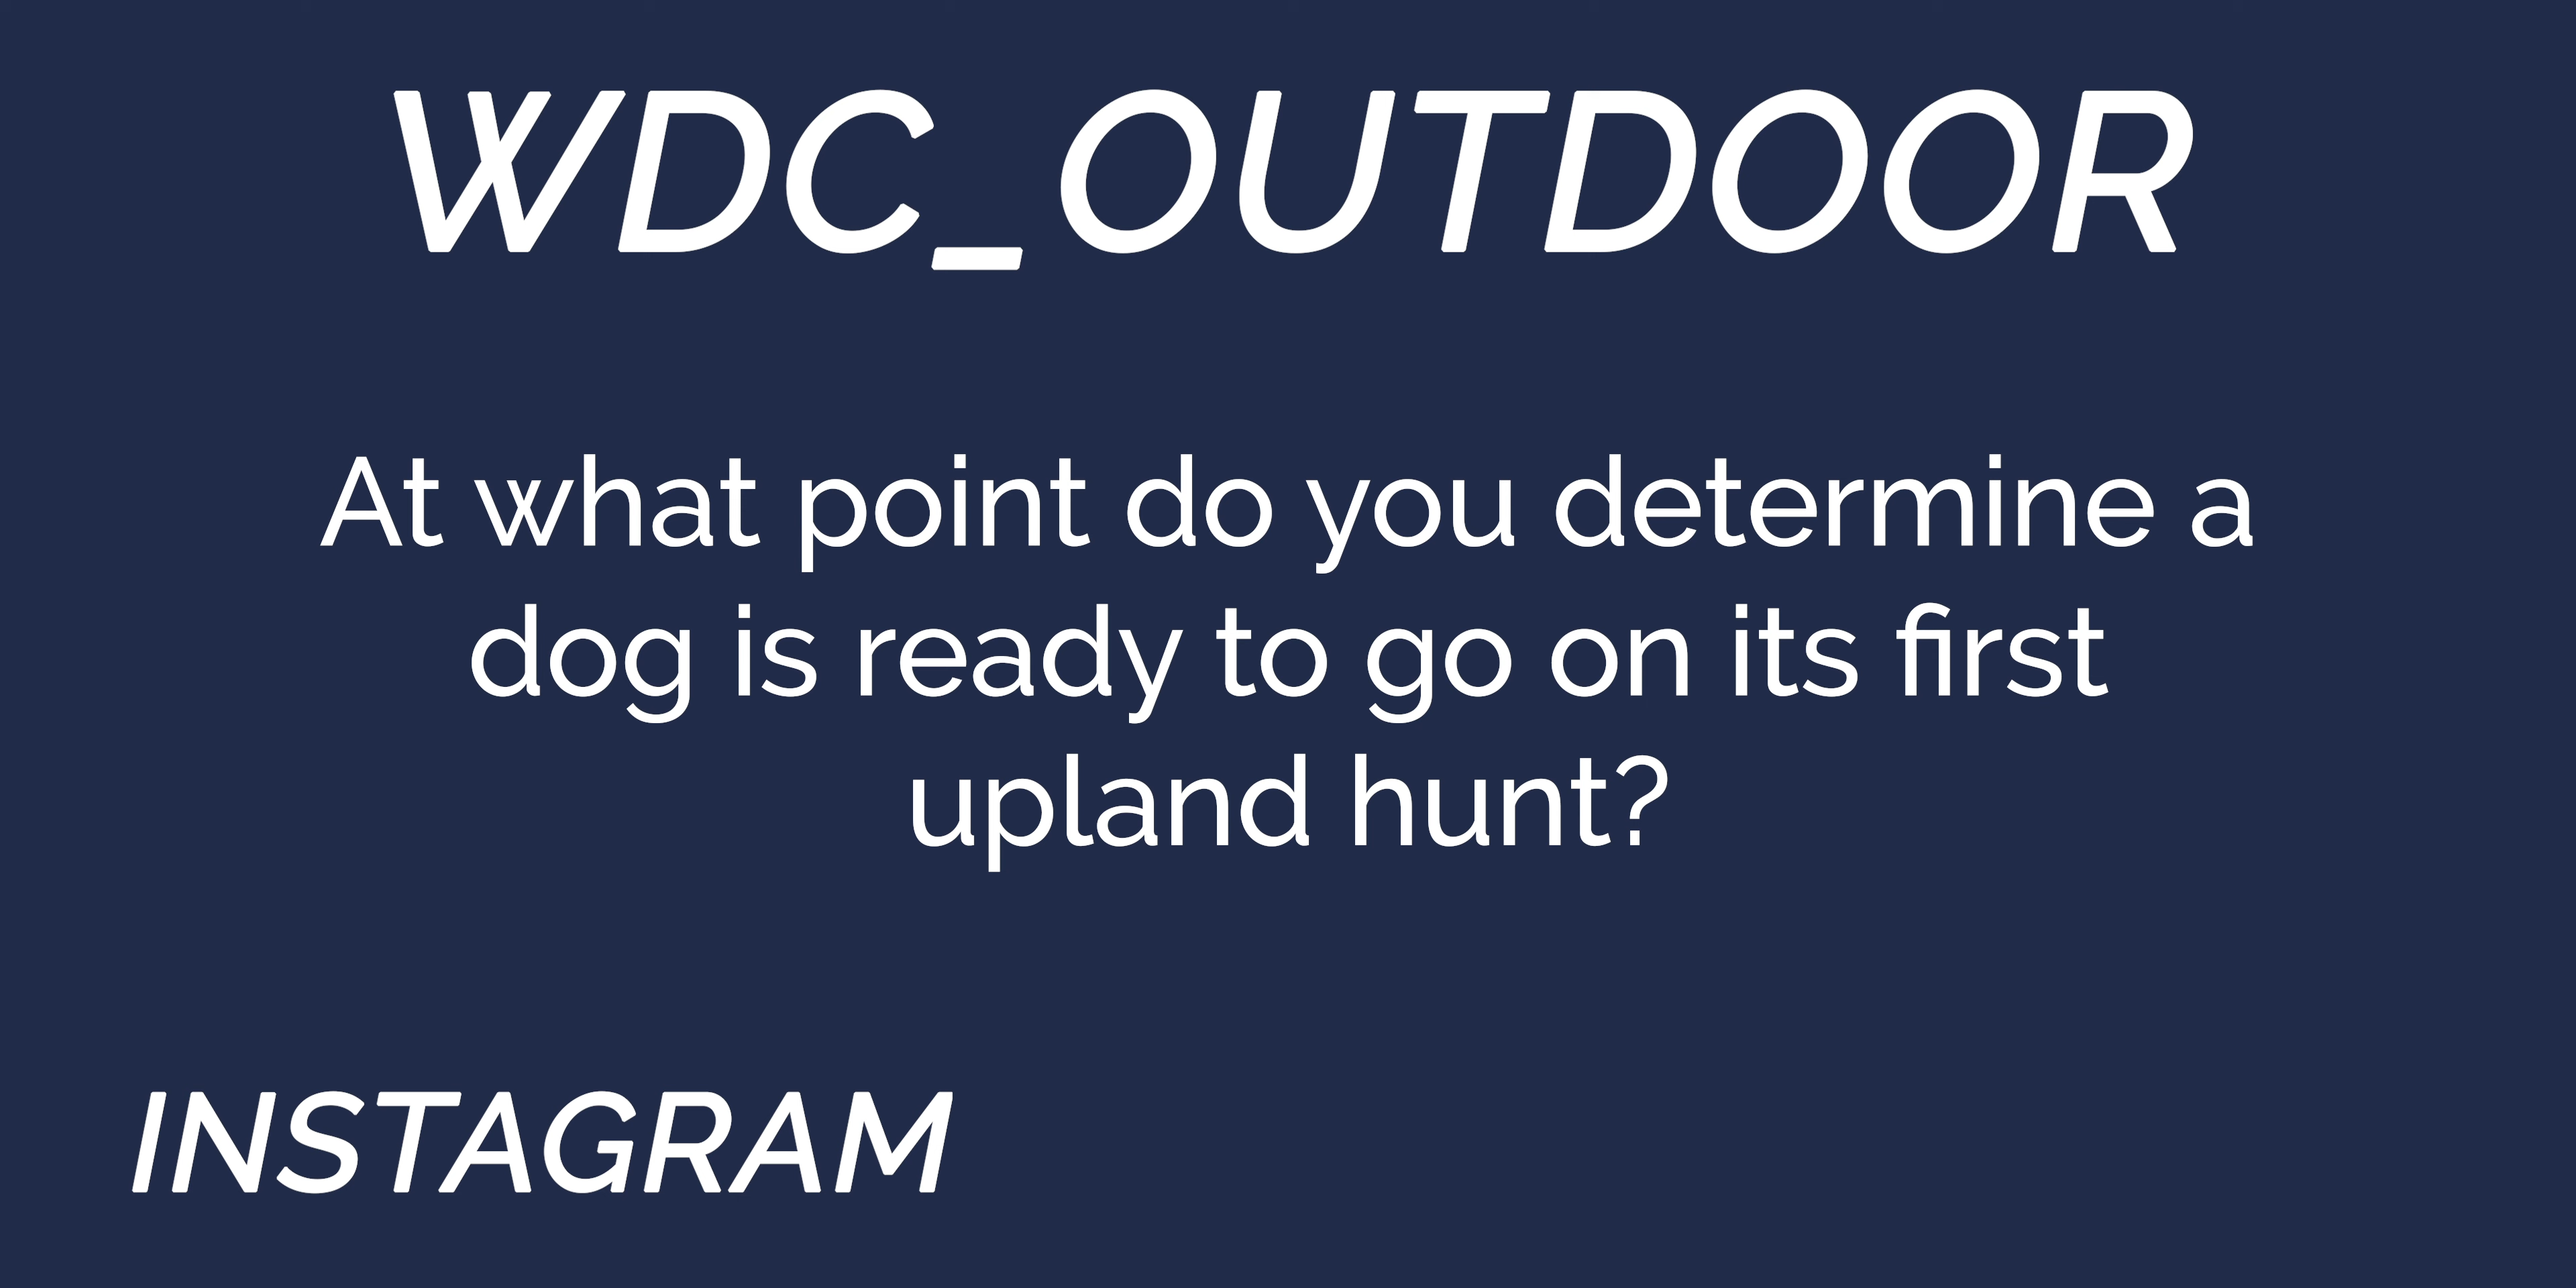 WDC_OUTDOOR
At what point do you determine a
dog is ready to go on its first
upland hunt?
INSTAGRAM